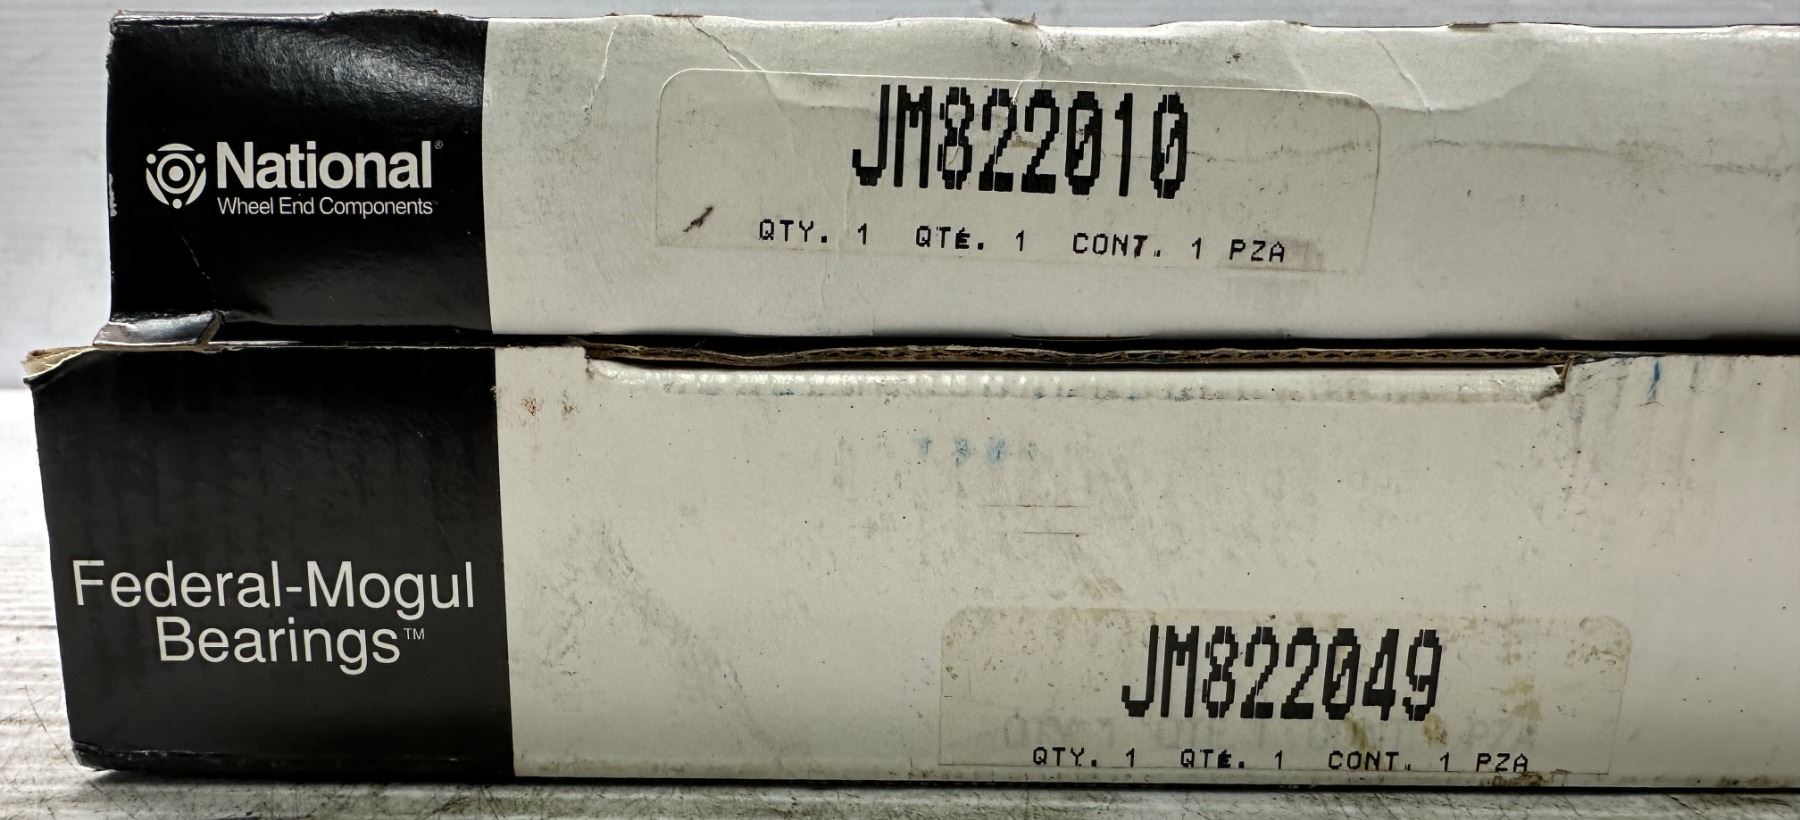 National®
Wheel End Components
JM822010
QTY. 1 QTÉ. 1 CONT. 1 PZA
Federal-Mogul
Bearings™
JM822049
QTY. 1 QTÉ. 1 CONT. 1 PZA